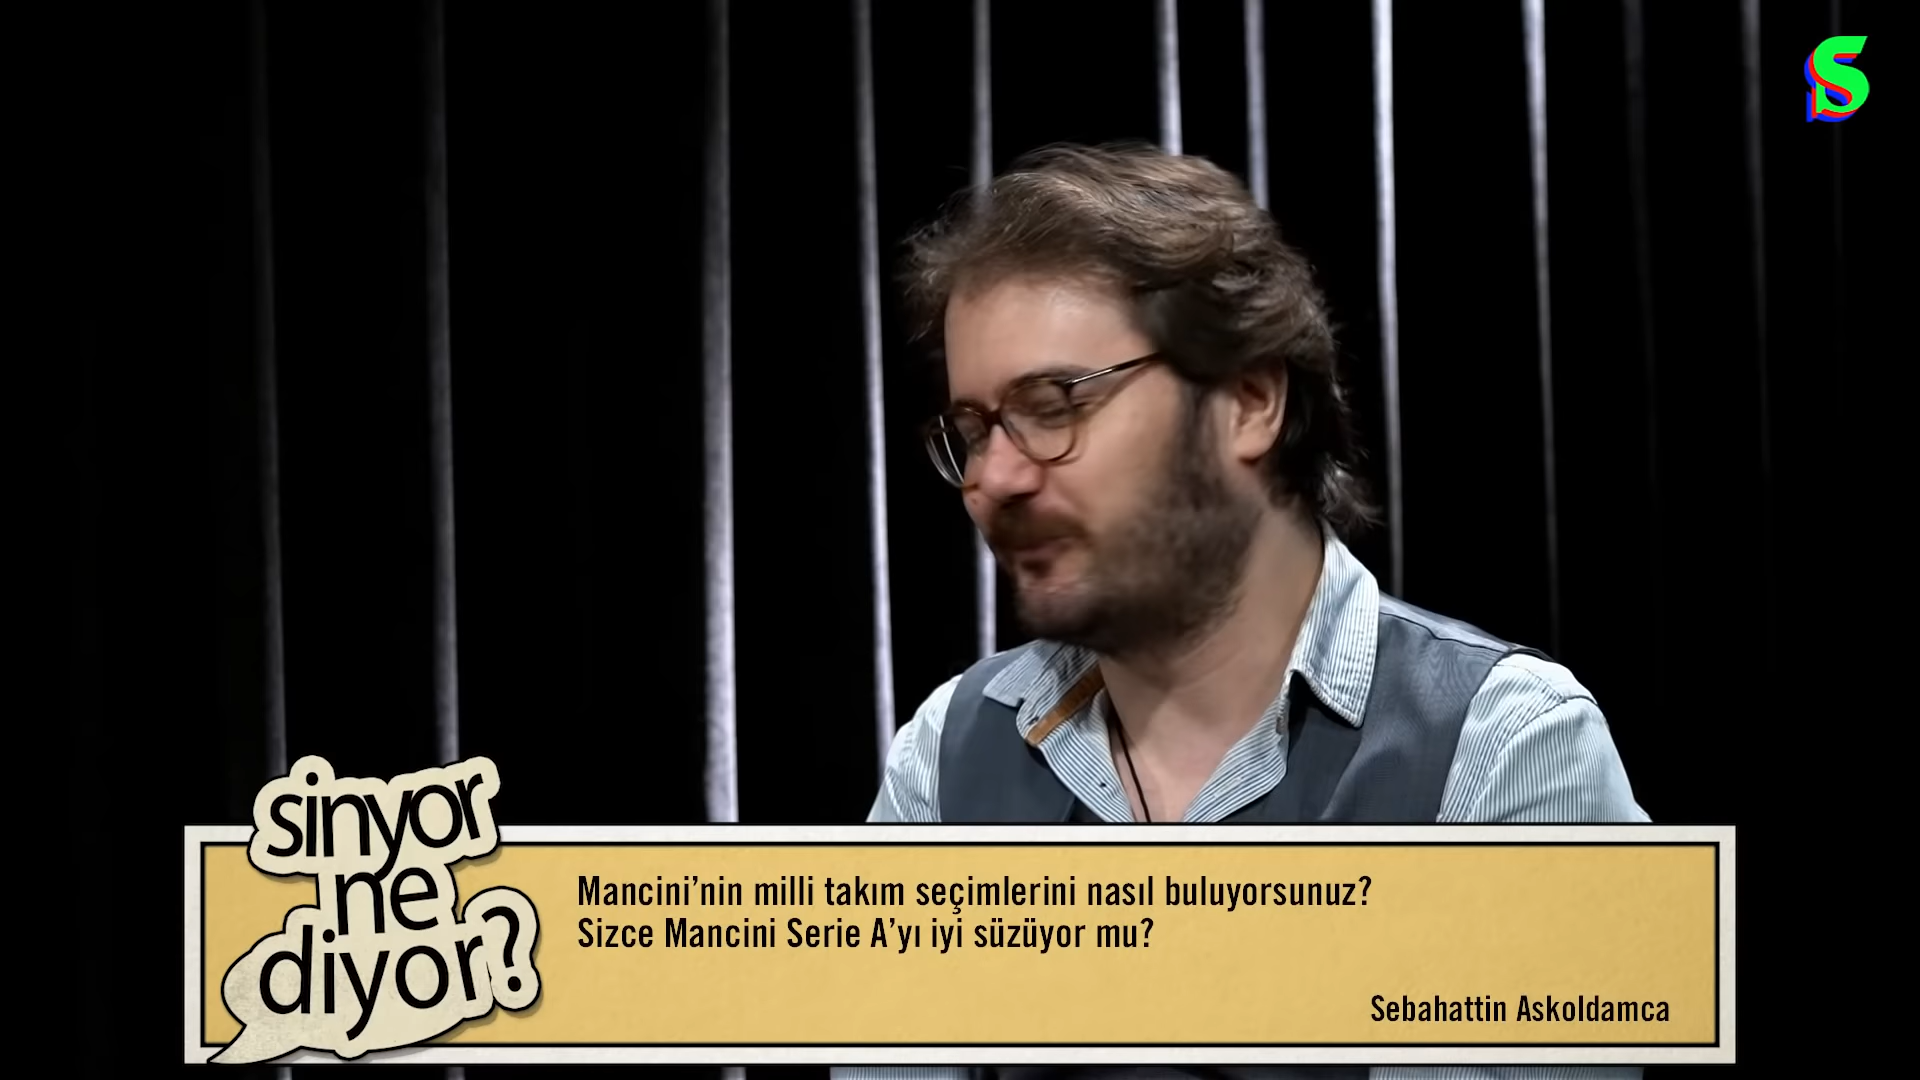 S
sinyor
ne
diyor?
Mancini’nin milli takım seçimlerini nasıl buluyorsunuz?
Sizce Mancini Serie A’yı iyi süzüyor mu?
Sebahattin Askoldamca